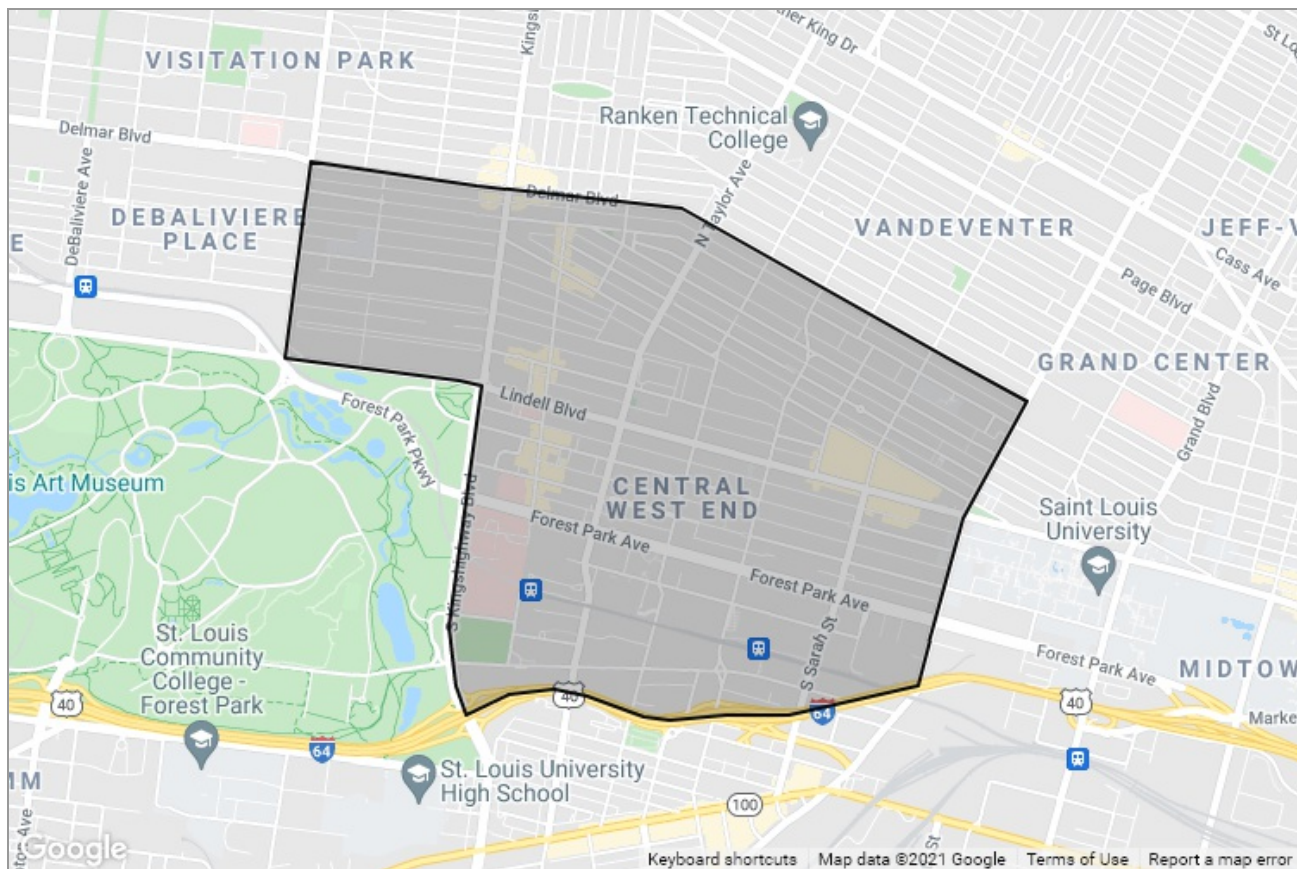 VISITATION PARK
Delmar Blvd
DeBaliviere Ave
DEBALIVIERE
PLACE
Ranken Technical
College
Delmar Blvd
N Taylor Ave
VANDEVENTER
JEFF-V
Cass Ave
Page Blvd
GRAND CENTER
Grand Blvd
Lindell Blvd
Forest Park Pkwy
is Art Museum
S Kingshighway Blvd
CENTRAL
WEST END
Forest Park Ave
Forest Park Ave
S Sarah St
Saint Louis
University
Forest Park Ave
MIDTOW
St. Louis
Community
College -
Forest Park
40
40
40
64
64
Marke
St. Louis University
High School
100
St
MM
Google
Keyboard shortcuts
Map data ©2021 Google
Terms of Use
Report a map error